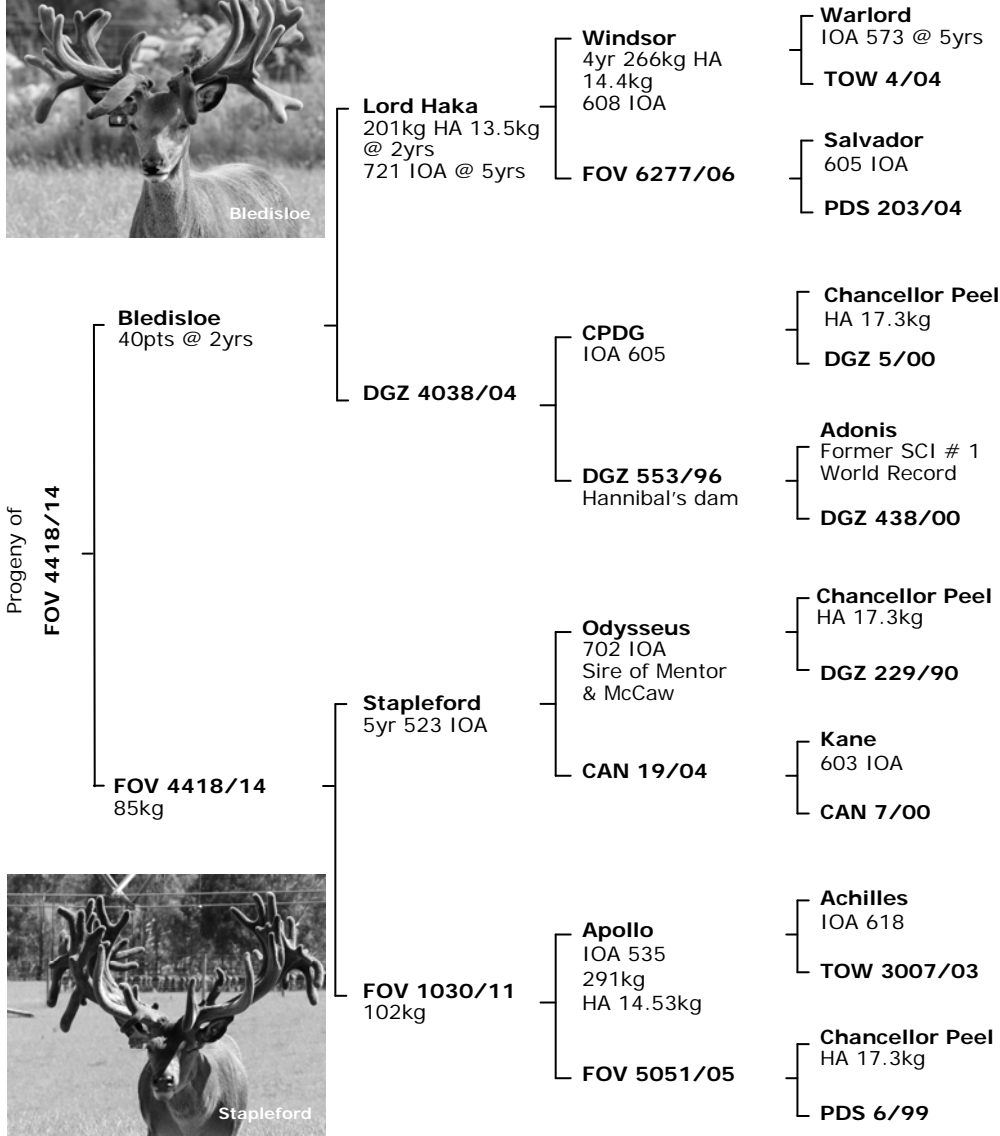 Bledisloe
Progeny of
FOV 4418/14
Bledisloe
40pts @ 2yrs
Lord Haka
201kg HA 13.5kg
@ 2yrs
721 IOA @ 5yrs
Windsor
4yr 266kg HA
14.4kg
608 IOA
Warlord
IOA 573 @ 5yrs
TOW 4/04
FOV 6277/06
Salvador
605 IOA
PDS 203/04
DGZ 4038/04
CPDG
IOA 605
Chancellor Peel
HA 17.3kg
DGZ 5/00
DGZ 553/96
Hannibal's dam
Adonis
Former SCI # 1
World Record
DGZ 438/00
FOV 4418/14
85kg
Stapleford
5yr 523 IOA
Odysseus
702 IOA
Sire of Mentor
& McCaw
Chancellor Peel
HA 17.3kg
DGZ 229/90
CAN 19/04
Kane
603 IOA
CAN 7/00
FOV 1030/11
102kg
Apollo
IOA 535
291kg
HA 14.53kg
Achilles
IOA 618
TOW 3007/03
FOV 5051/05
Chancellor Peel
HA 17.3kg
PDS 6/99
Stapleford